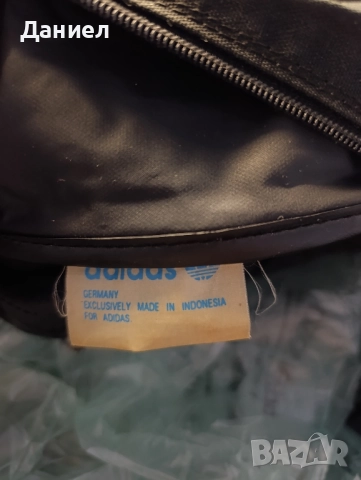 Даниел
adidas
GERMANY
EXCLUSIVELY MADE IN INDONESIA
FOR ADIDAS
BAZAR